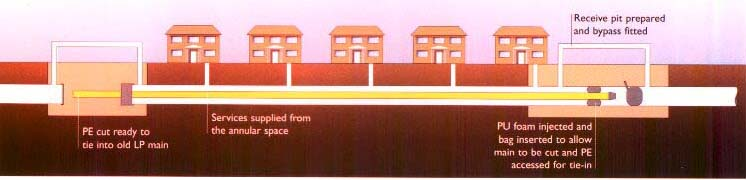 Receive pit prepared
and bypass fitted
Services supplied from
the annular space
PE cut ready to
tie into old LP main
PU foam injected and
bag inserted to allow
main to be cut and PE
accessed for tie-in